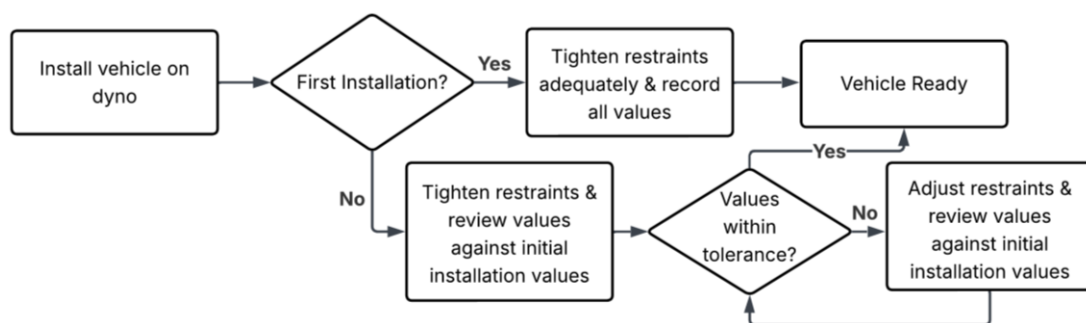 Install vehicle on
dyno
First Installation?
Yes
Tighten restraints
adequately & record
all values
Vehicle Ready
No
Tighten restraints &
review values
against initial
installation values
Values
within
tolerance?
Yes
No
Adjust restraints &
review values
against initial
installation values